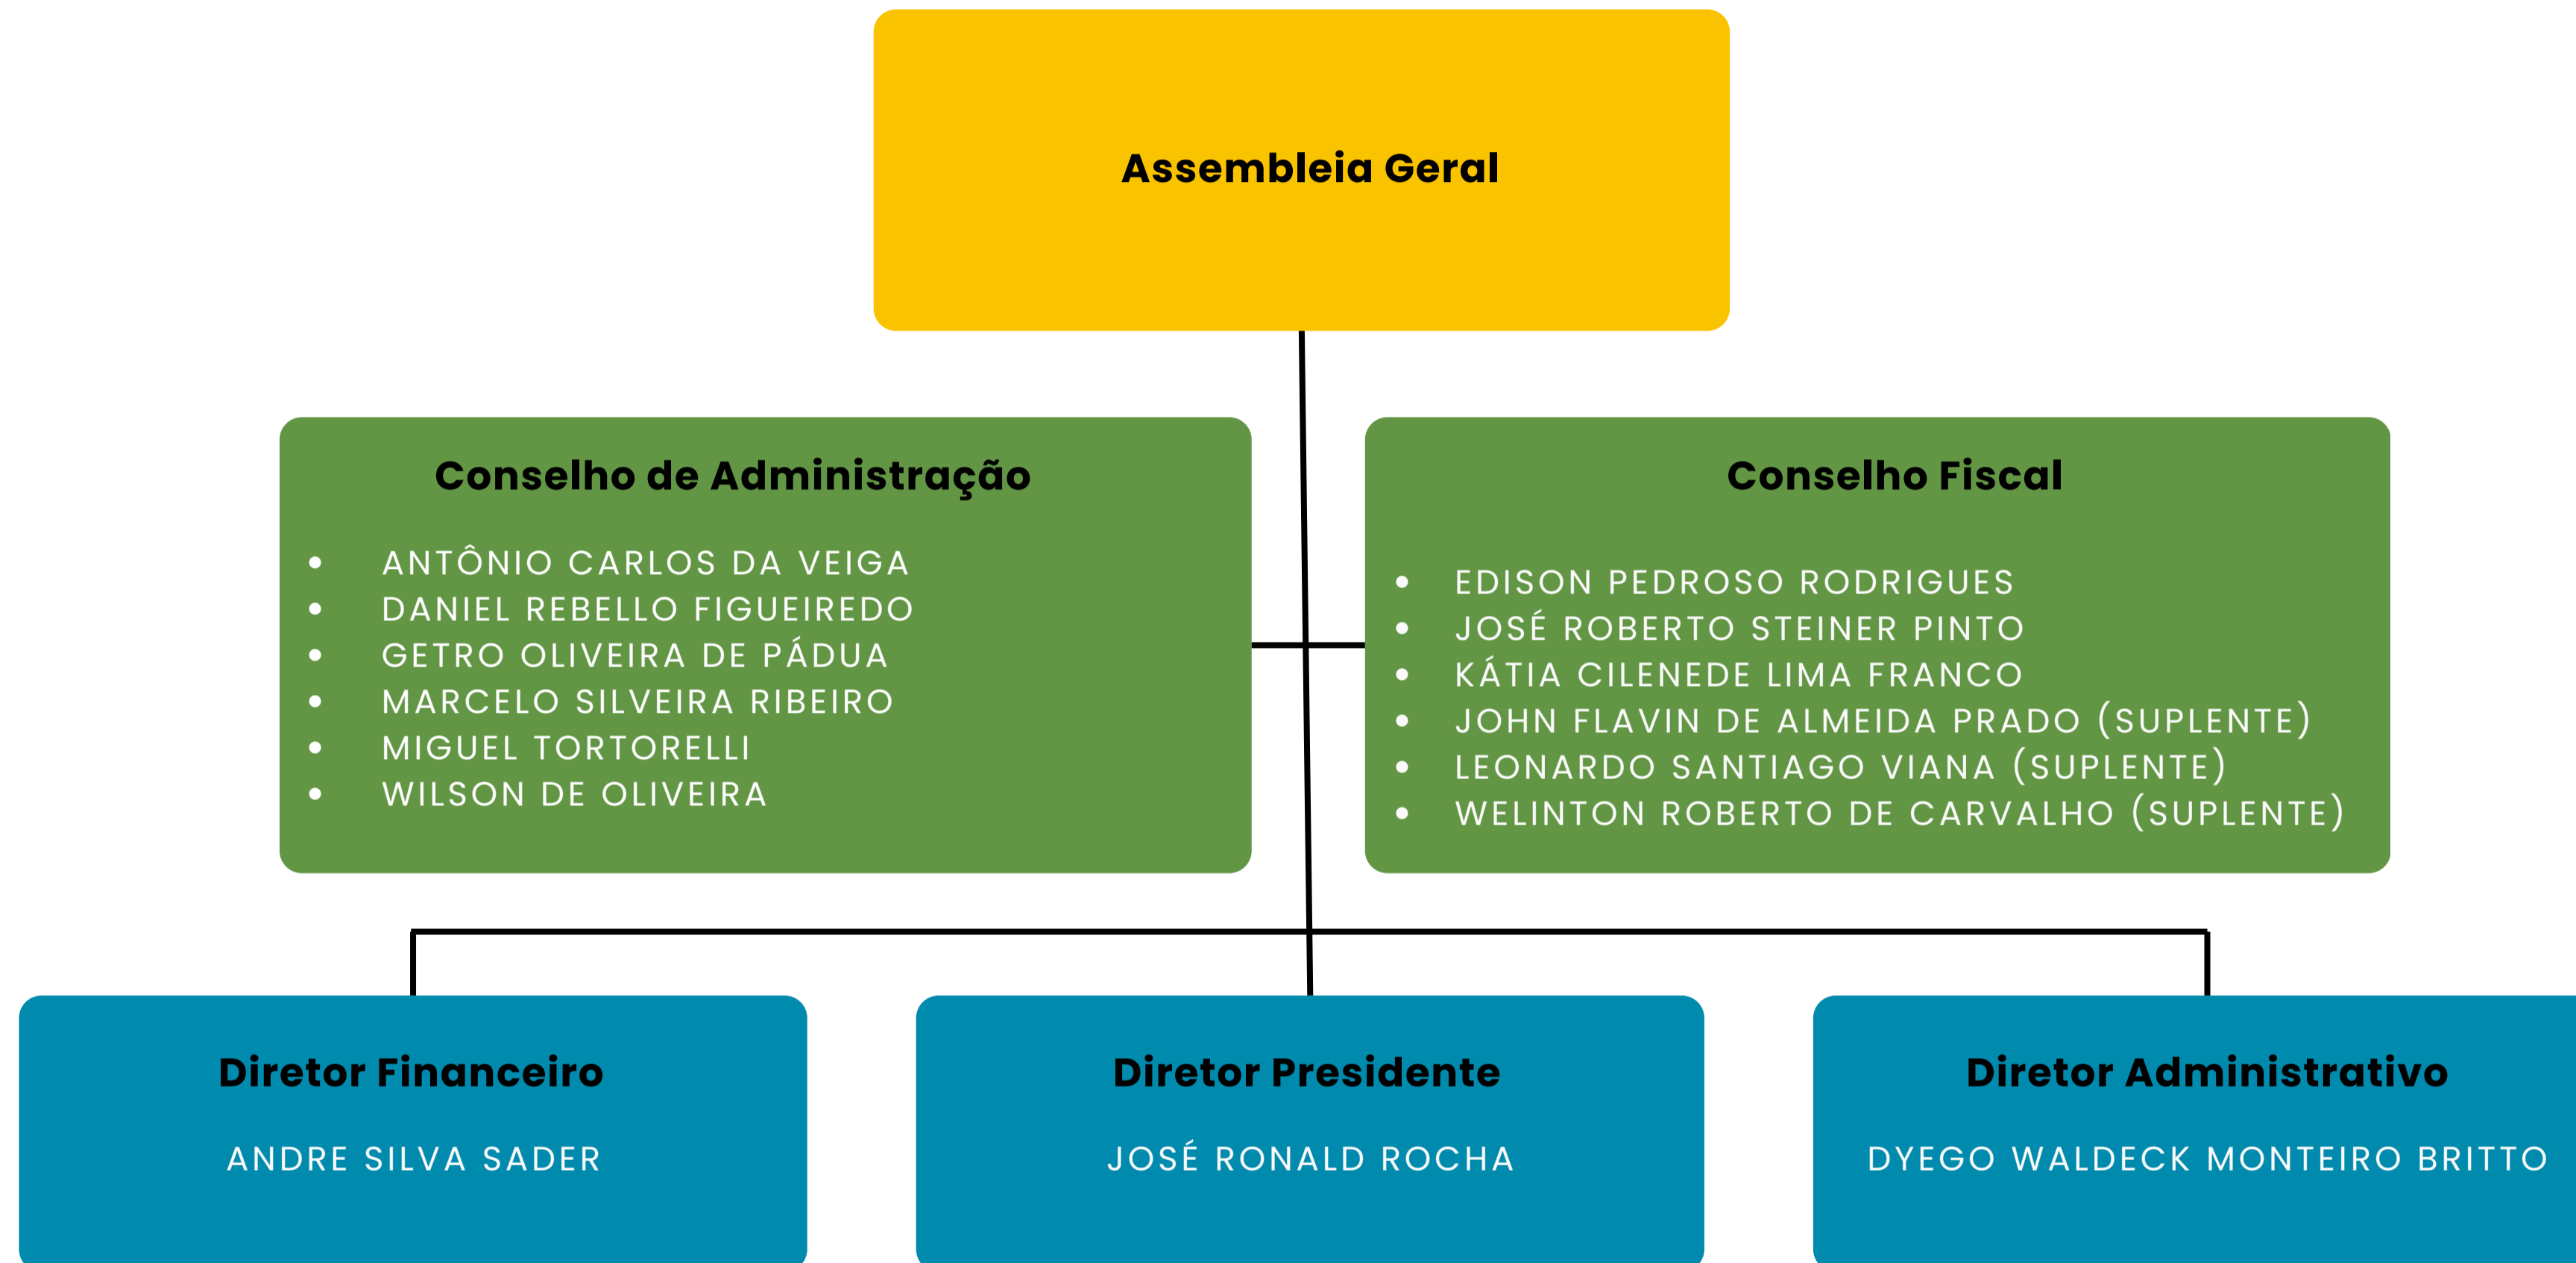 Assembleia Geral
Conselho de Administração
• ANTÔNIO CARLOS DA VEIGA
• DANIEL REBELLO FIGUEIREDO
• GETRO OLIVEIRA DE PÁDUA
• MARCELO SILVEIRA RIBEIRO
• MIGUEL TORTORELLI
• WILSON DE OLIVEIRA
Conselho Fiscal
• EDISON PEDROSO RODRIGUES
• JOSÉ ROBERTO STEINER PINTO
• KÁTIA CILENEDE LIMA FRANCO
• JOHN FLAVIN DE ALMEIDA PRADO (SUPLENTE)
• LEONARDO SANTIAGO VIANA (SUPLENTE)
• WELINTON ROBERTO DE CARVALHO (SUPLENTE)
Diretor Financeiro
ANDRE SILVA SADER
Diretor Presidente
JOSÉ RONALD ROCHA
Diretor Administrativo
DYEGO WALDECK MONTEIRO BRITTO